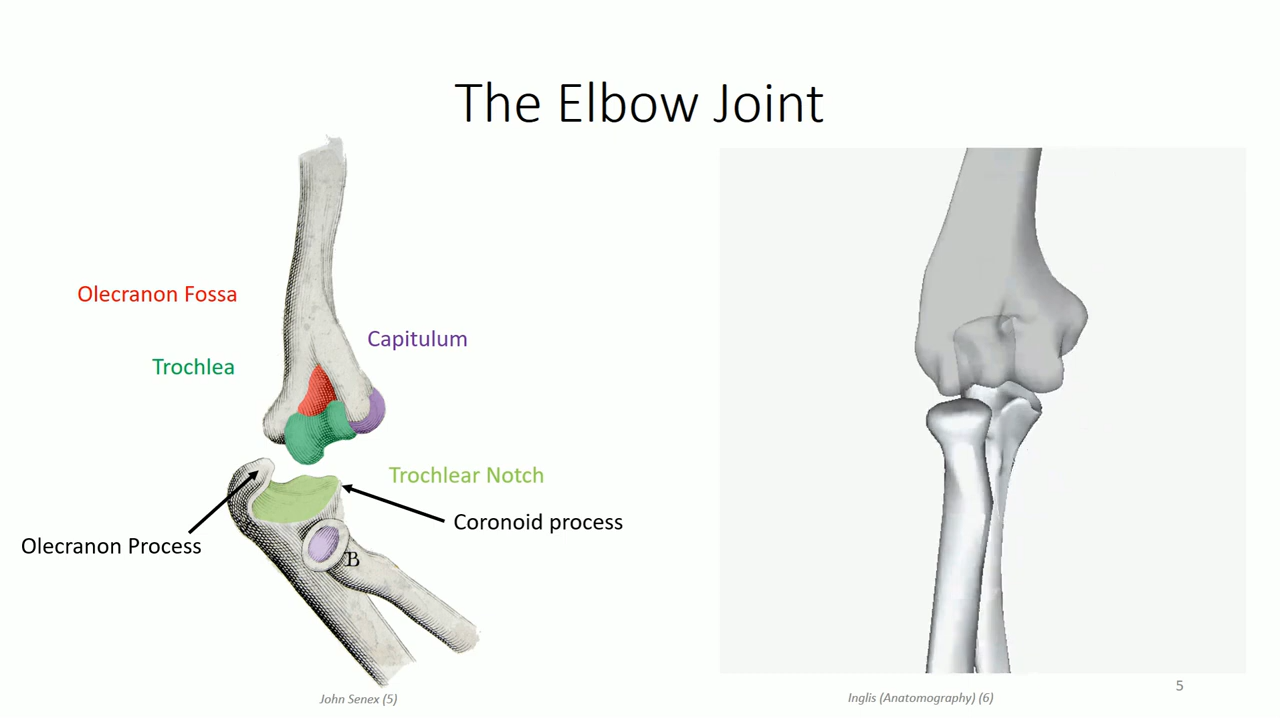 The Elbow Joint
Olecranon Fossa
Capitulum
Trochlea
Trochlear Notch
Coronoid process
Olecranon Process
B
John Senex (5)
Inglis (Anatomography) (6)
5